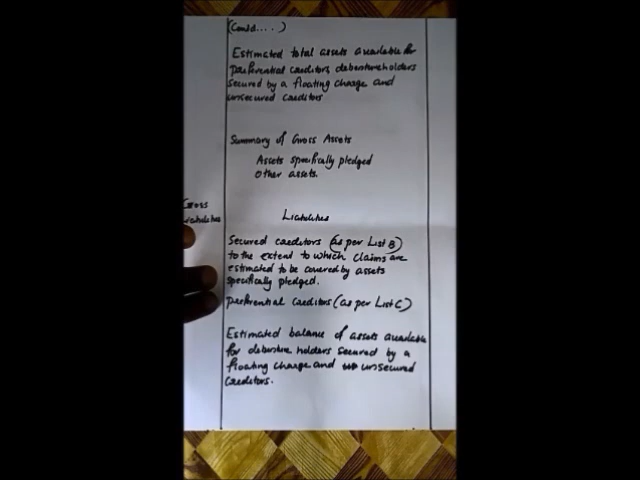 (Contd....)
Estimated total assets available for
preferential creditors, debentureholders
secured by a floating charge and
unsecured creditors
Summary of Gross Assets
Assets specifically pledged
Other assets.
Gross
Liabilities
Liabilities
Secured creditors (as per List B)
to the extent to which claims are
estimated to be covered by assets
specifically pledged.
Preferential creditors (as per List C)
Estimated balance of assets available
for debenture holders secured by a
floating charge and unsecured
creditors.